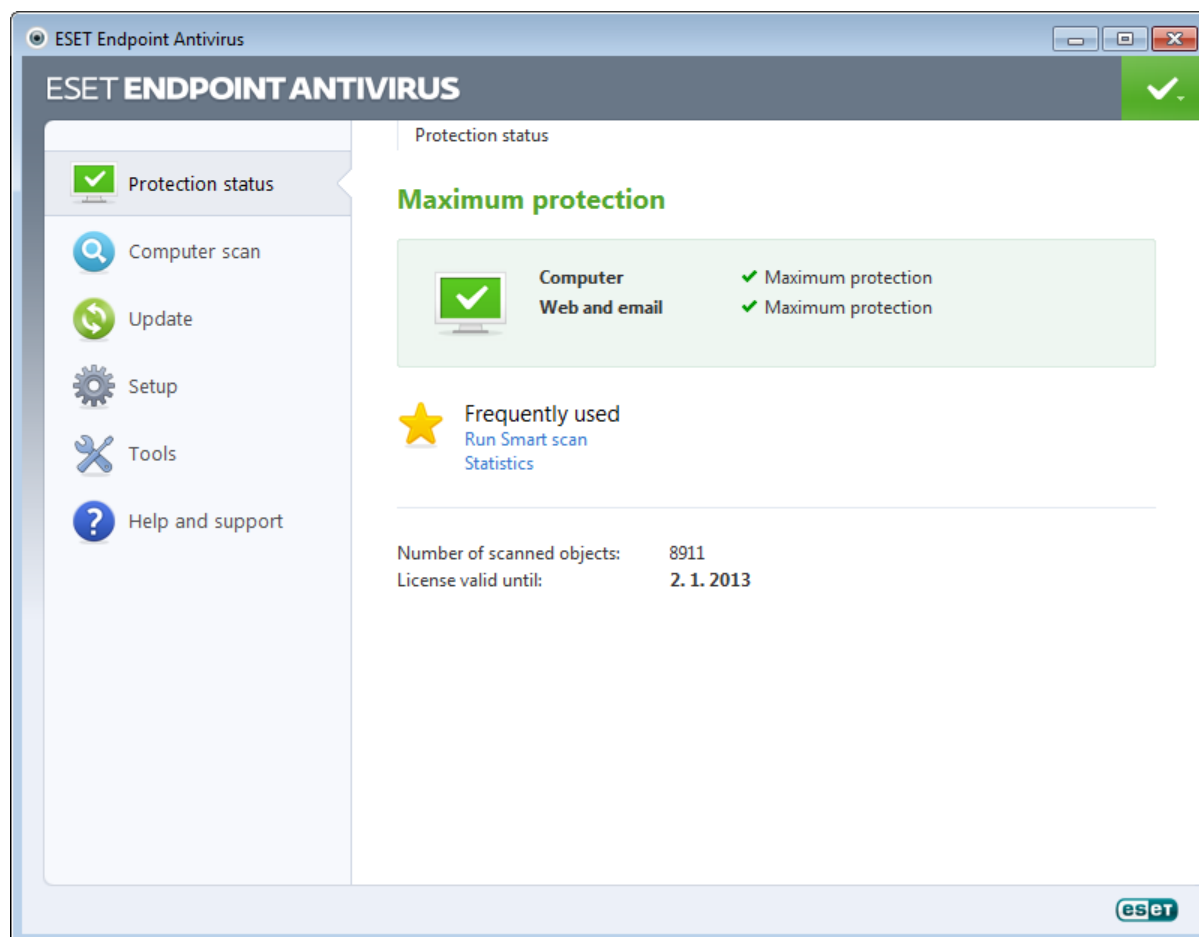 ESET Endpoint Antivirus
ESET ENDPOINT ANTIVIRUS
Protection status
Computer scan
Update
Setup
Tools
? Help and support
Protection status
Maximum protection
Computer Maximum protection
Web and email Maximum protection
Frequently used
Run Smart scan
Statistics
Number of scanned objects: 8911
License valid until: 2. 1. 2013
eseT